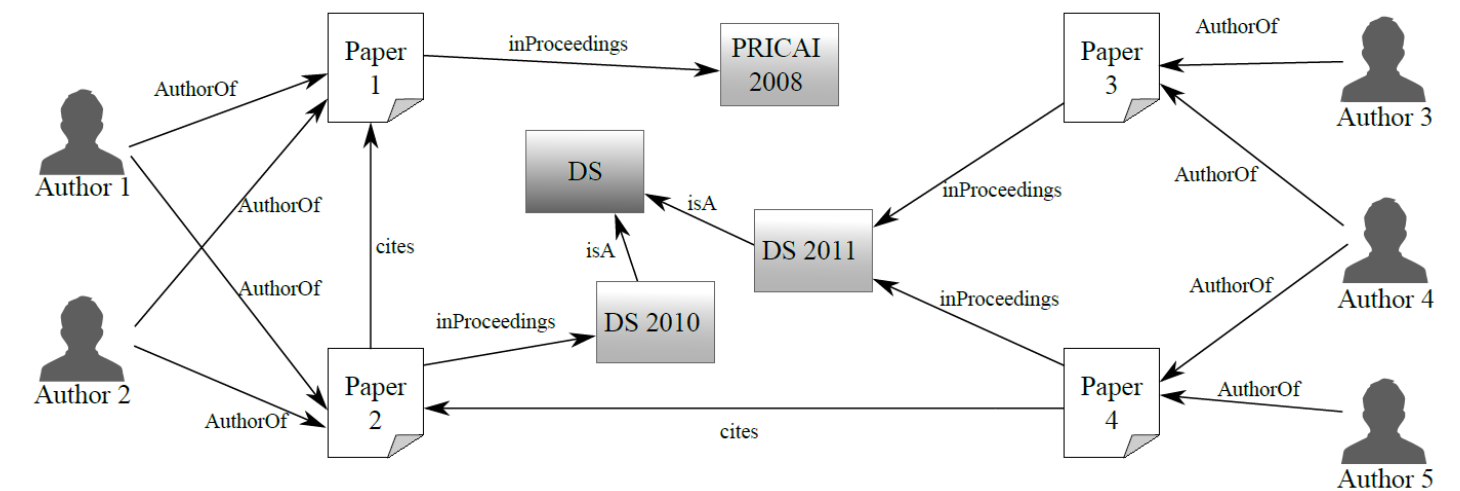 Paper
1
inProceedings
PRICAI
2008
Paper
3
AuthorOf
Author 3
AuthorOf
Author 1
DS
AuthorOf
inProceedings
AuthorOf
isA
cites
isA
DS 2011
AuthorOf
inProceedings
AuthorOf
Author 4
inProceedings
DS 2010
Author 2
AuthorOf
Paper
2
cites
Paper
4
AuthorOf
Author 5